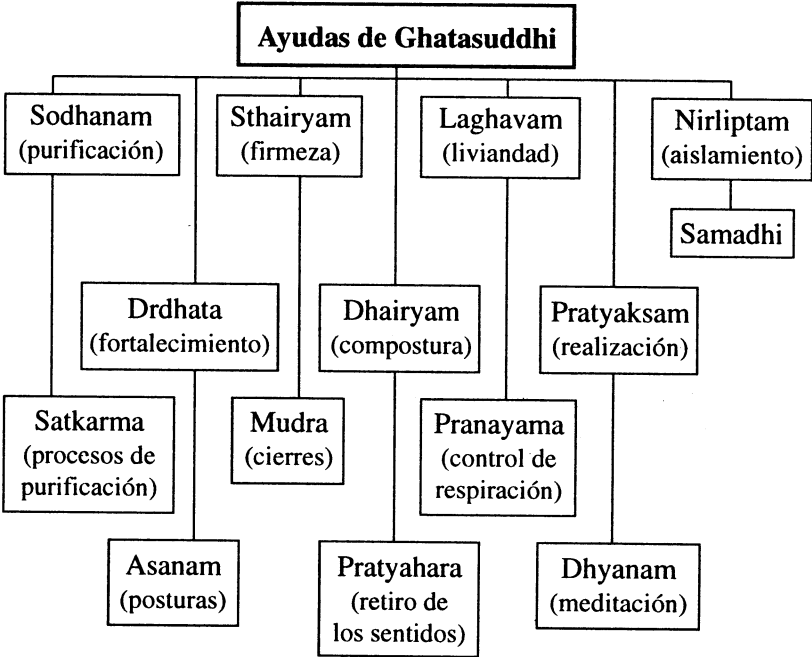 Ayudas de Ghatasuddhi
Sodhanam
(purificación)
Sthairyam
(firmeza)
Laghavam
(liviandad)
Nirliptam
(aislamiento)
Samadhi
Drdhata
(fortalecimiento)
Dhairyam
(compostura)
Pratyaksam
(realización)
Satkarma
(procesos de
purificación)
Mudra
(cierres)
Pranayama
(control de
respiración)
Asanam
(posturas)
Pratyahara
(retiro de
los sentidos)
Dhyanam
(meditación)